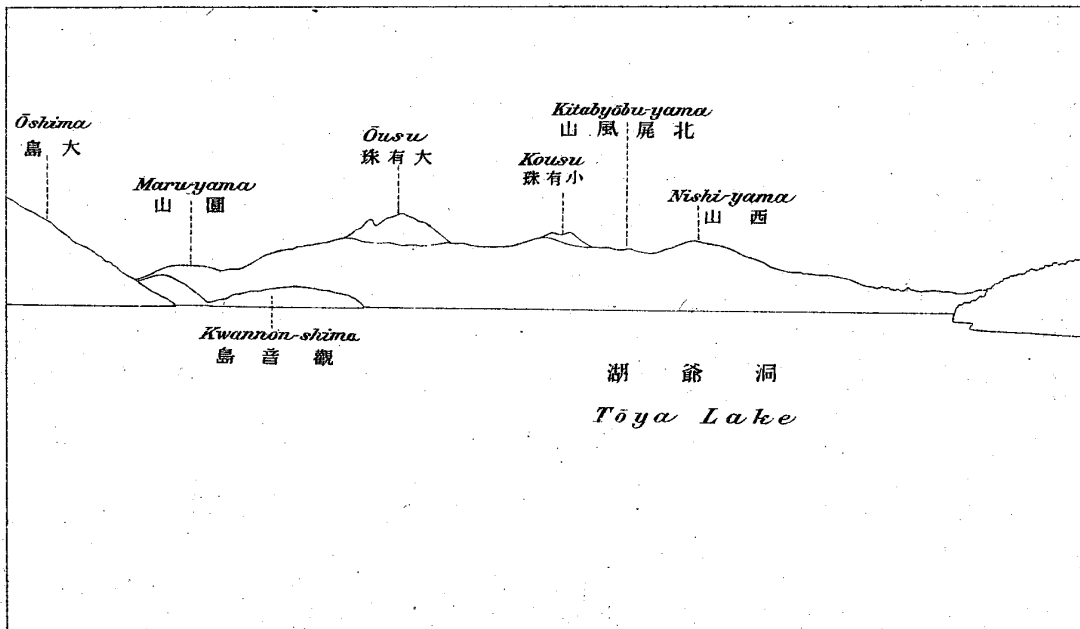 Ōshima
大島
Maru-yama
圓山
Ōusu
大有珠
Kousu
小有珠
Kitabyōbu-yama
北屏風山
Nishi-yama
西山
Kwannon-shima
觀音島
洞爺湖
Tōya Lake